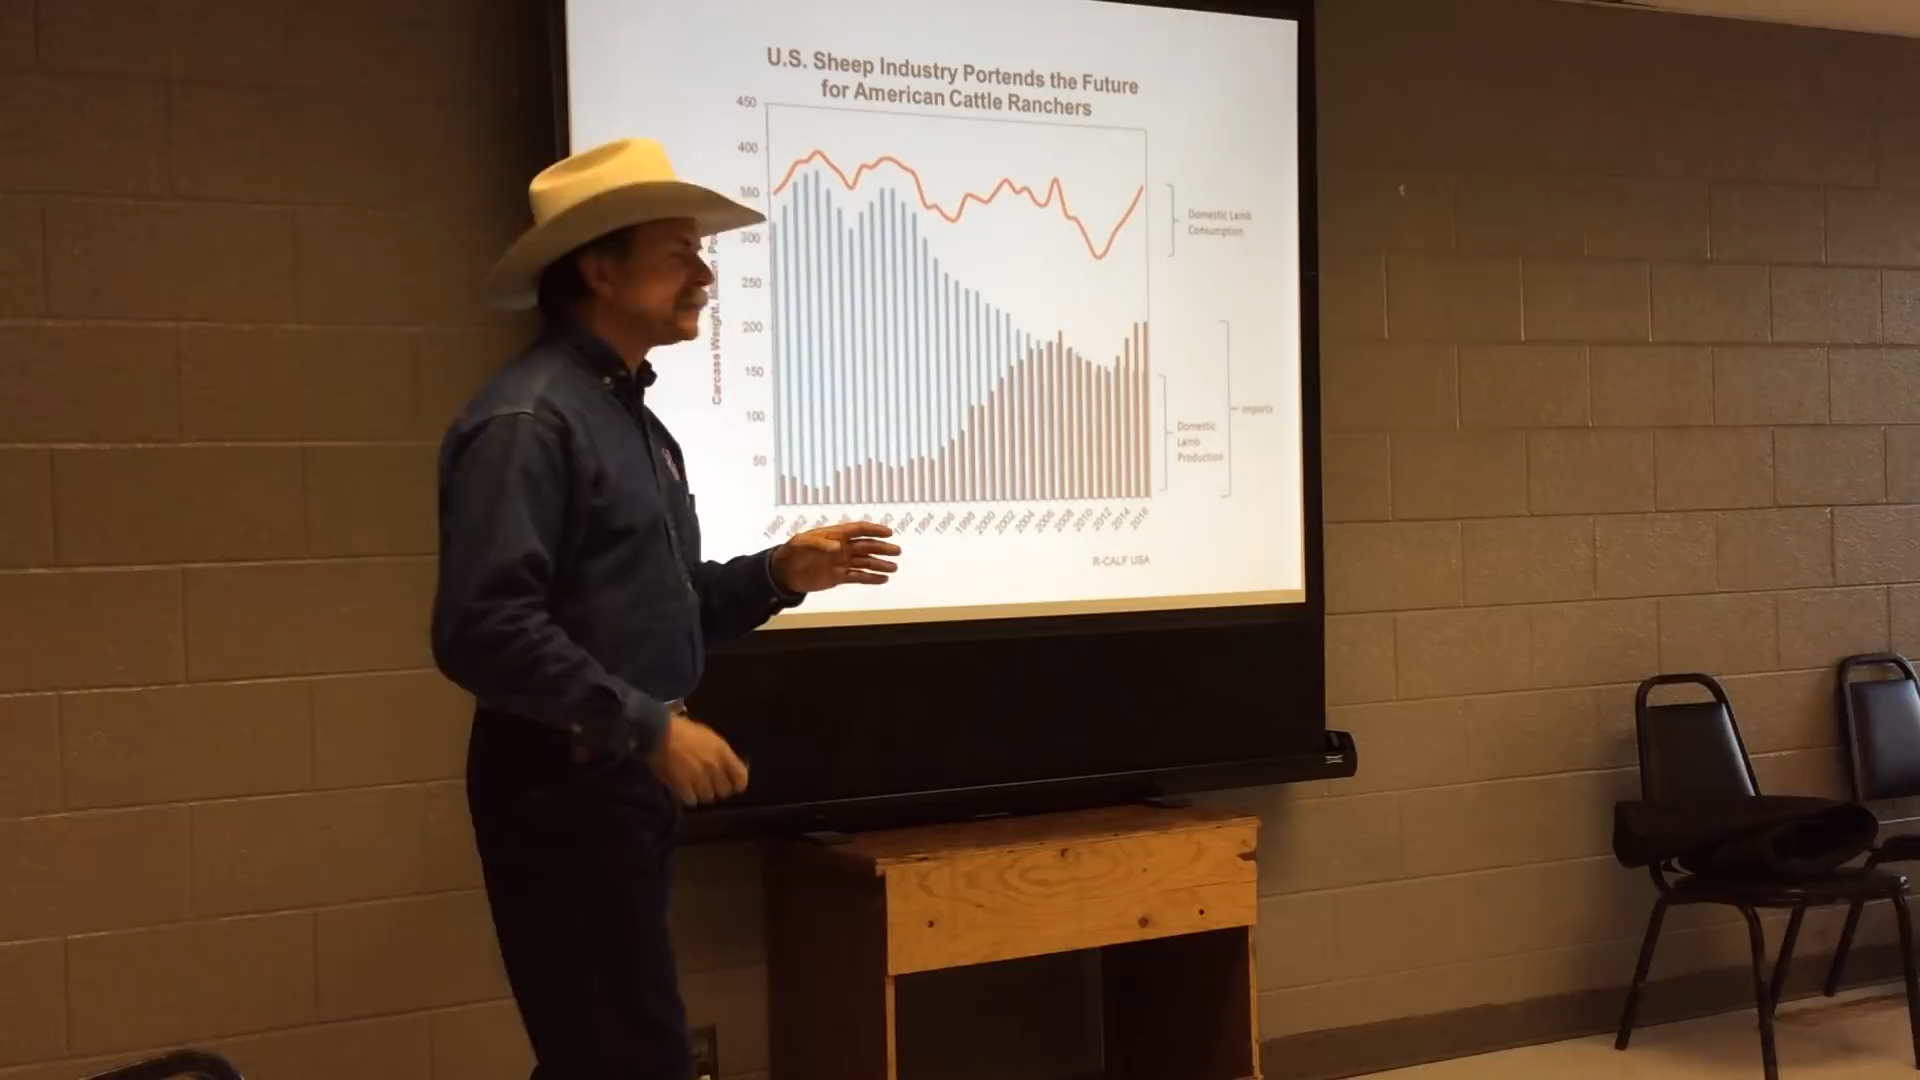 U.S. Sheep Industry Portends the Future
for American Cattle Ranchers
450
400
350
300
250
200
150
100
50
Carcass Weight, Million
1980
1992
1994
1996
1998
2000
2002
2004
2006
2008
2010
2012
2014
2016
Domestic Lamb
Consumption
Imports
Domestic
Lamb
Production
R-CALF USA